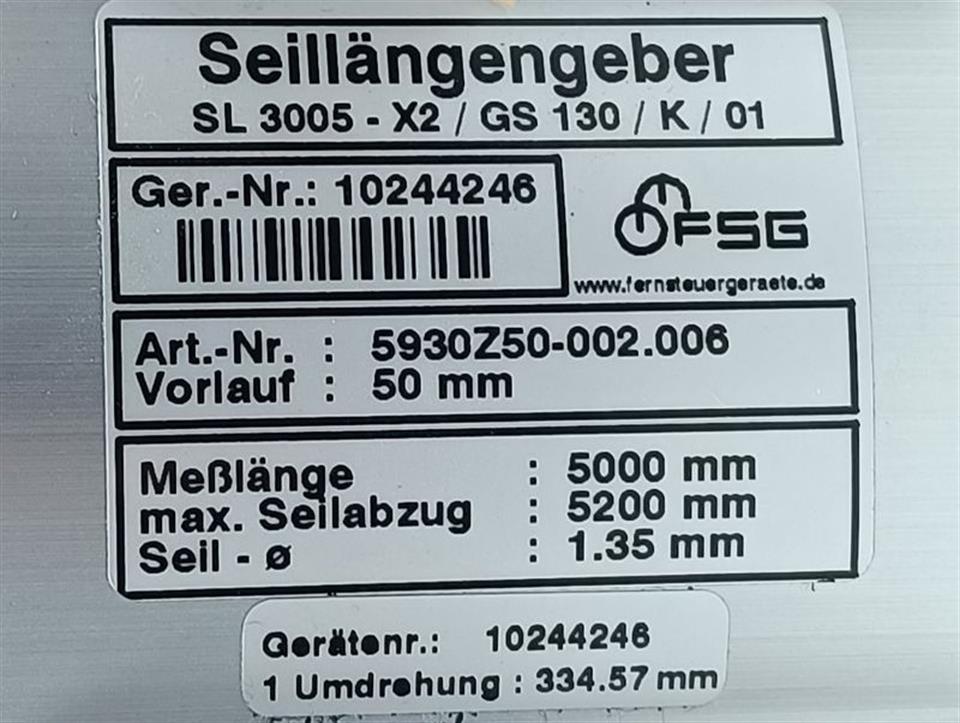 Seillängengeber
SL 3005 - X2 / GS 130 / K / 01
Ger.-Nr.: 10244246
FSG
www.fernsteuergeraete.de
Art.-Nr. : 5930Z50-002.006
Vorlauf : 50 mm
Meßlänge : 5000 mm
max. Seilabzug : 5200 mm
Seil - ø : 1.35 mm
Gerätenr.: 10244246
1 Umdrehung : 334.57 mm